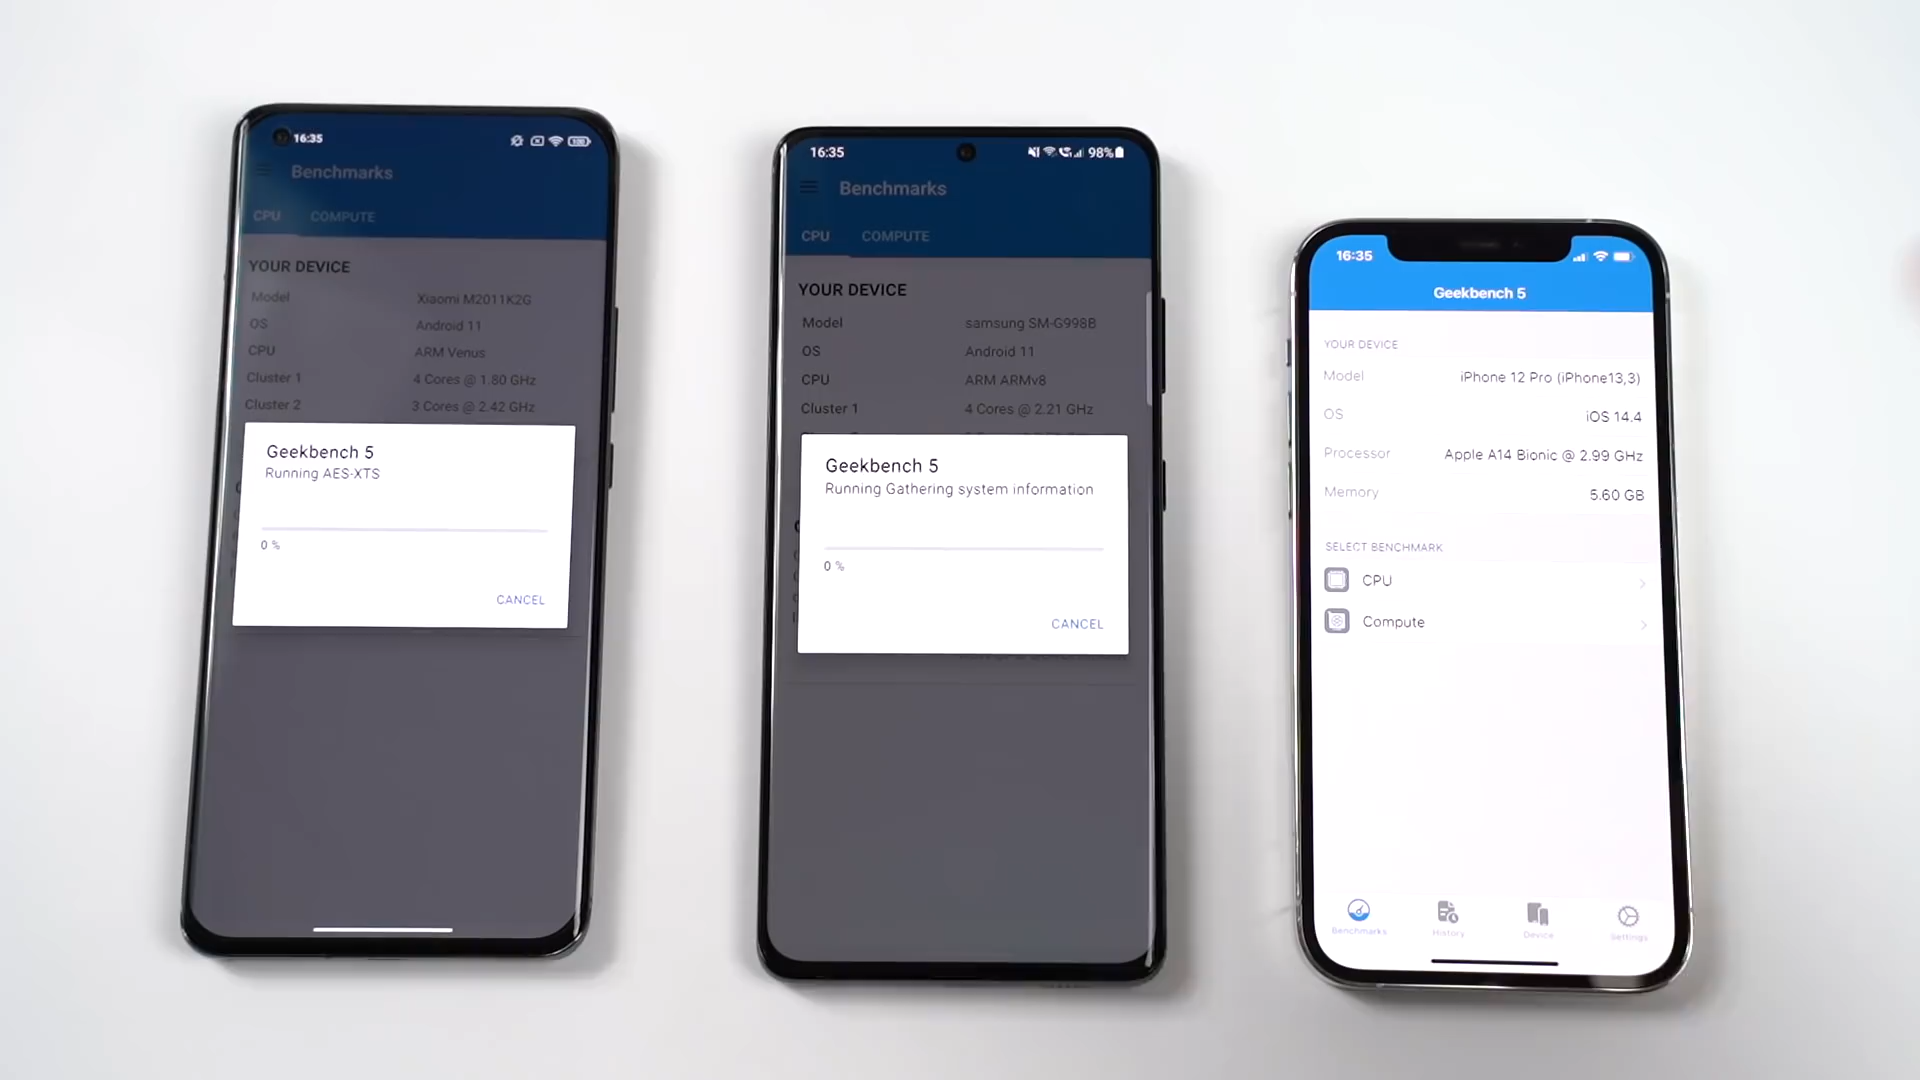 16:35
Benchmarks
CPU COMPUTE
YOUR DEVICE
Model Xiaomi M2011K2G
OS Android 11
CPU ARM Venus
Cluster 1 4 Cores @ 1.80 GHz
Cluster 2 3 Cores @ 2.42 GHz
Geekbench 5
Running AES-XTS
0 %
CANCEL
16:35 98%
Benchmarks
CPU COMPUTE
YOUR DEVICE
Model samsung SM-G998B
OS Android 11
CPU ARM ARMv8
Cluster 1 4 Cores @ 2.21 GHz
Geekbench 5
Running Gathering system information
0 %
CANCEL
16:35
Geekbench 5
YOUR DEVICE
Model iPhone 12 Pro (iPhone13,3)
OS iOS 14.4
Processor Apple A14 Bionic @ 2.99 GHz
Memory 5.60 GB
SELECT BENCHMARK
CPU
Compute
Benchmarks History Device Settings